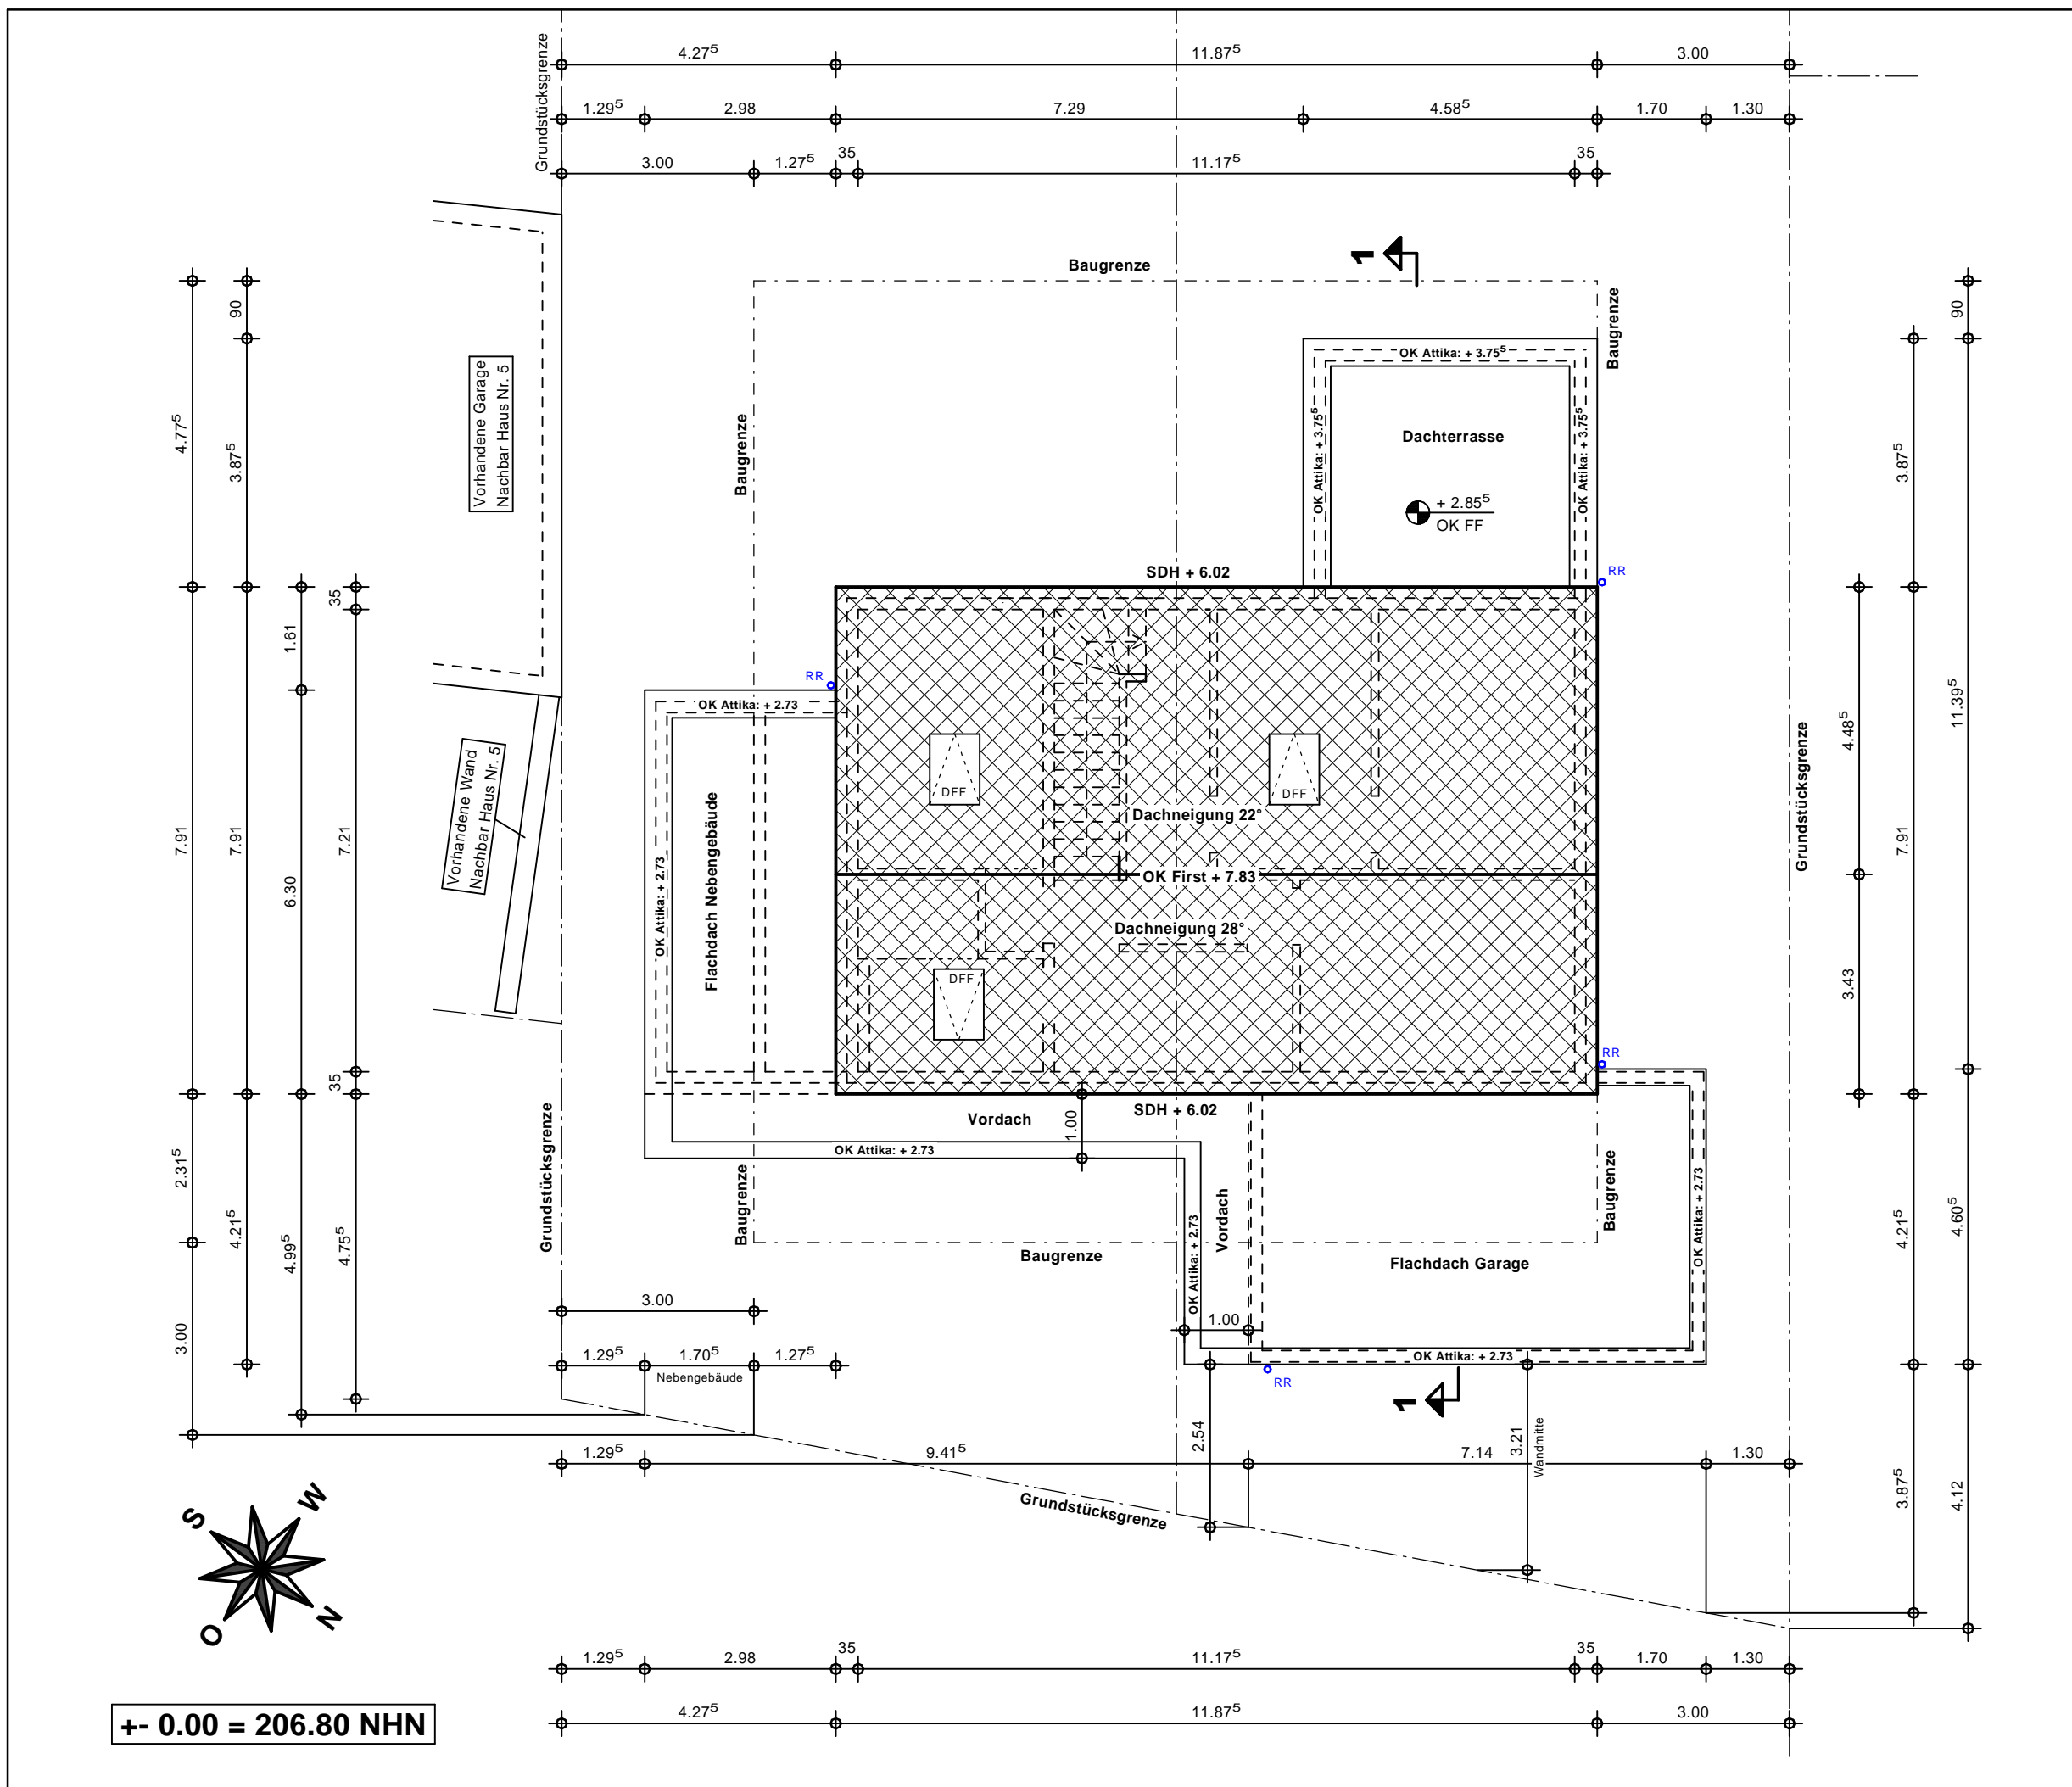 Grundstücksgrenze
4.27⁵ 11.87⁵ 3.00
1.29⁵ 2.98 7.29 4.58⁵ 1.70 1.30
3.00 1.27⁵ 35 11.17⁵ 35
Baugrenze
1
Baugrenze
90
90
OK Attika: + 3.75⁵
OK Attika: + 3.75⁵
OK Attika: + 3.75⁵
Dachterrasse
+ 2.85⁵
OK FF
Vorhandene Garage
Nachbar Haus Nr. 5
Baugrenze
4.77⁵
3.87⁵
3.87⁵
SDH + 6.02
RR
35
1.61
RR
OK Attika: + 2.73
11.39⁵
4.48⁵
Grundstücksgrenze
DFF
DFF
Dachneigung 22°
Vorhandene Wand
Nachbar Haus Nr. 5
7.91
7.91
6.30
7.21
7.91
OK Attika: + 2.73
Flachdach Nebengebäude
OK First + 7.83
Dachneigung 28°
DFF
3.43
RR
35
SDH + 6.02
Vordach
1.00
OK Attika: + 2.73
2.31⁵
4.21⁵
4.99⁵
4.75⁵
3.00
Grundstücksgrenze
Baugrenze
Baugrenze
OK Attika: + 2.73
Vordach
Flachdach Garage
Baugrenze
OK Attika: + 2.73
4.21⁵
4.60⁵
3.00
1.00
1.29⁵ 1.70⁵ 1.27⁵
Nebengebäude
OK Attika: + 2.73
RR
1
2.54
3.21
Wandmitte
1.29⁵ 9.41⁵ 7.14 1.30
Grundstücksgrenze
3.87⁵
4.12
S
W
O
N
1.29⁵ 2.98 35 11.17⁵ 35 1.70 1.30
4.27⁵ 11.87⁵ 3.00
+- 0.00 = 206.80 NHN